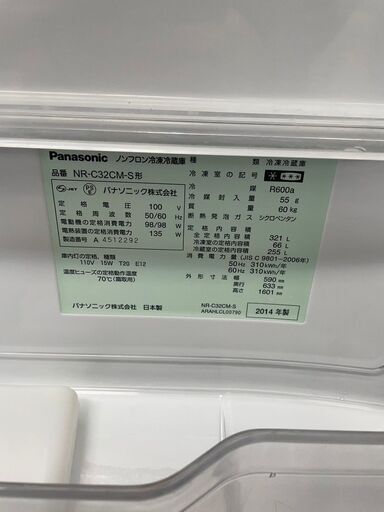 Panasonic ノンフロン冷凍冷蔵庫
品番 NR-C32CM-S形
JET PSE パナソニック株式会社
定格電圧 100 V
定格周波数 50/60 Hz
電動機の定格消費電力 98/98 W
電熱装置の定格消費電力 135 W
製造番号 A 4512292
庫内灯の定格、種類
110V 15W T20 E12
温度ヒューズの定格動作温度
70℃(霜取用)
パナソニック株式会社 日本製
種類 冷凍冷蔵庫
冷凍室の記号
冷媒 R600a
冷媒封入量 55 g
質量 60 kg
断熱発泡ガス シクロペンタン
定格内容積
全定格内容積 321 L
冷凍室の定格内容積 66 L
冷蔵室の定格内容積 255 L
消費電力量 (JIS C 9801-2006年)
50Hz 310kWh/年
60Hz 310kWh/年
外形寸法 幅 590 mm
奥行 633 mm
高さ 1601 mm
NR-C32CM-S
ARAHLCL00790
2014 年製